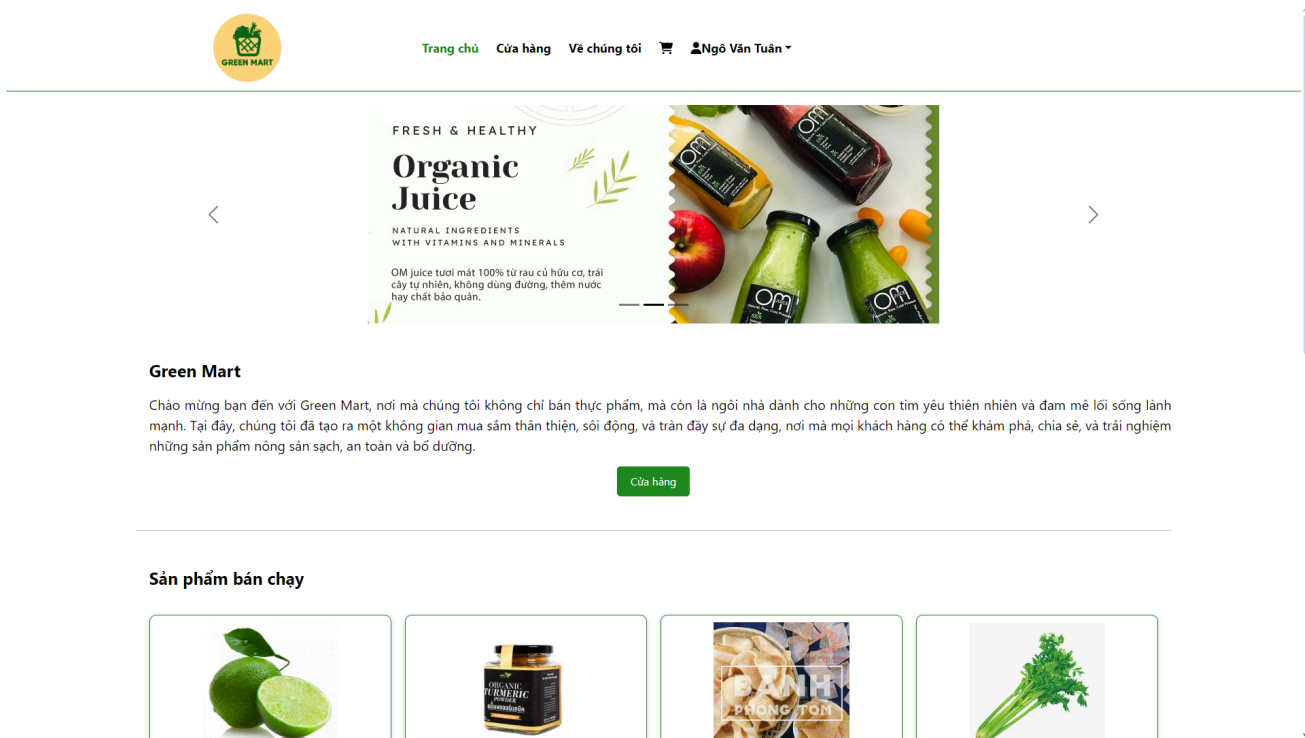 GREEN MART
Trang chủ
Cửa hàng
Về chúng tôi
Ngô Văn Tuân
FRESH & HEALTHY
Organic
Juice
NATURAL INGREDIENTS
WITH VITAMINS AND MINERALS
OM juice tươi mát 100% từ rau củ hữu cơ, trái
cây tự nhiên, không dùng đường, thêm nước
hay chất bảo quản.
OM
OM
OM
OM
Green Mart
Chào mừng bạn đến với Green Mart, nơi mà chúng tôi không chỉ bán thực phẩm, mà còn là ngôi nhà dành cho những con tim yêu thiên nhiên và đam mê lối sống lành
mạnh. Tại đây, chúng tôi đã tạo ra một không gian mua sắm thân thiện, sôi động, và tràn đầy sự đa dạng, nơi mà mọi khách hàng có thể khám phá, chia sẻ, và trải nghiệm
những sản phẩm nông sản sạch, an toàn và bổ dưỡng.
Cửa hàng
Sản phẩm bán chạy
ORGANIC
TURMERIC
POWDER
BÁNH
PHỒNG TÔM